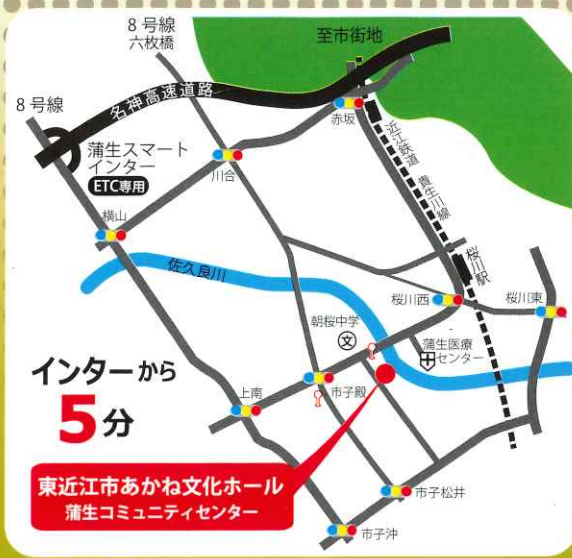 8号線
六枚橋
至市街地
8号線
名神高速道路
赤坂
蒲生スマート
インター
ETC専用
川合
近江鉄道
貴生川線
横山
佐久良川
桜川駅
桜川西
桜川東
朝桜中学
文
蒲生医療
センター
インターから
5分
上南
市子殿
東近江市あかね文化ホール
蒲生コミュニティセンター
市子松井
市子沖